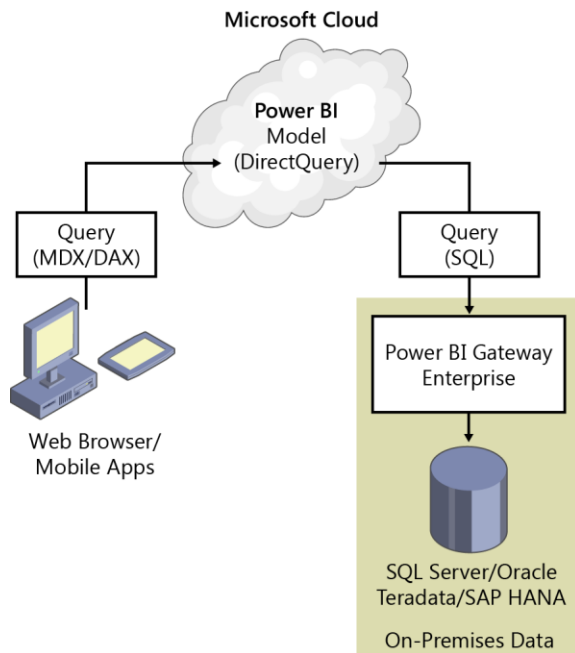 Microsoft Cloud
Power BI
Model
(DirectQuery)
Query
(MDX/DAX)
Query
(SQL)
Power BI Gateway
Enterprise
Web Browser/
Mobile Apps
SQL Server/Oracle
Teradata/SAP HANA
On-Premises Data